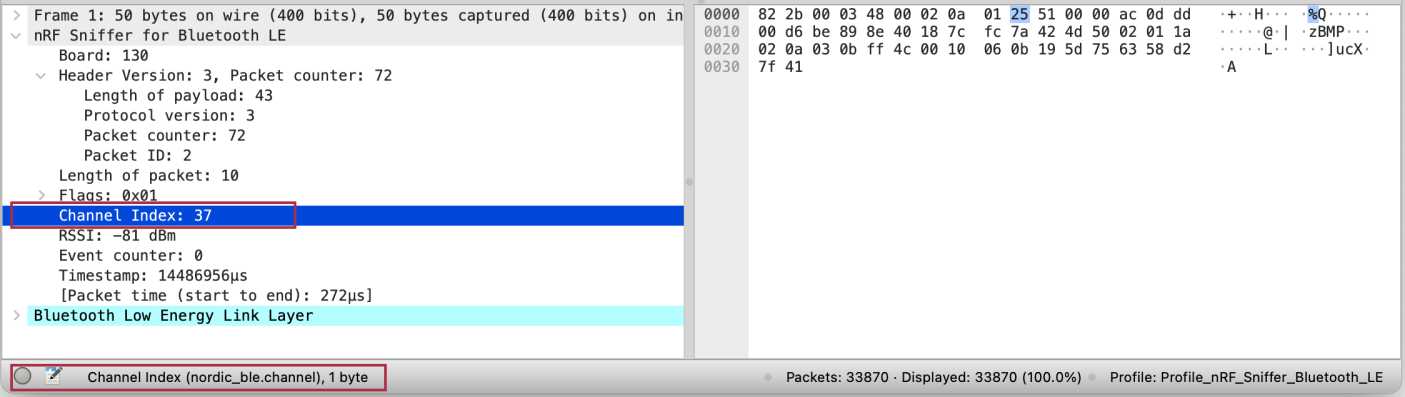 Frame 1: 50 bytes on wire (400 bits), 50 bytes captured (400 bits) on in
nRF Sniffer for Bluetooth LE
Board: 130
Header Version: 3, Packet counter: 72
Length of payload: 43
Protocol version: 3
Packet counter: 72
Packet ID: 2
Length of packet: 10
Flags: 0x01
Channel Index: 37
RSSI: −81 dBm
Event counter: 0
Timestamp: 14486956µs
[Packet time (start to end): 272µs]
Bluetooth Low Energy Link Layer
0000 82 2b 00 03 48 00 02 0a 01 25 51 00 00 ac 0d dd ·+··H··· ·%Q·····
0010 00 d6 be 89 8e 40 18 7c fc 7a 42 4d 50 02 01 1a ·····@·| ·zBMP···
0020 02 0a 03 0b ff 4c 00 10 06 0b 19 5d 75 63 58 d2 ·····L·· ···]ucX·
0030 7f 41 ·A
Channel Index (nordic_ble.channel), 1 byte
Packets: 33870 · Displayed: 33870 (100.0%)
Profile: Profile_nRF_Sniffer_Bluetooth_LE